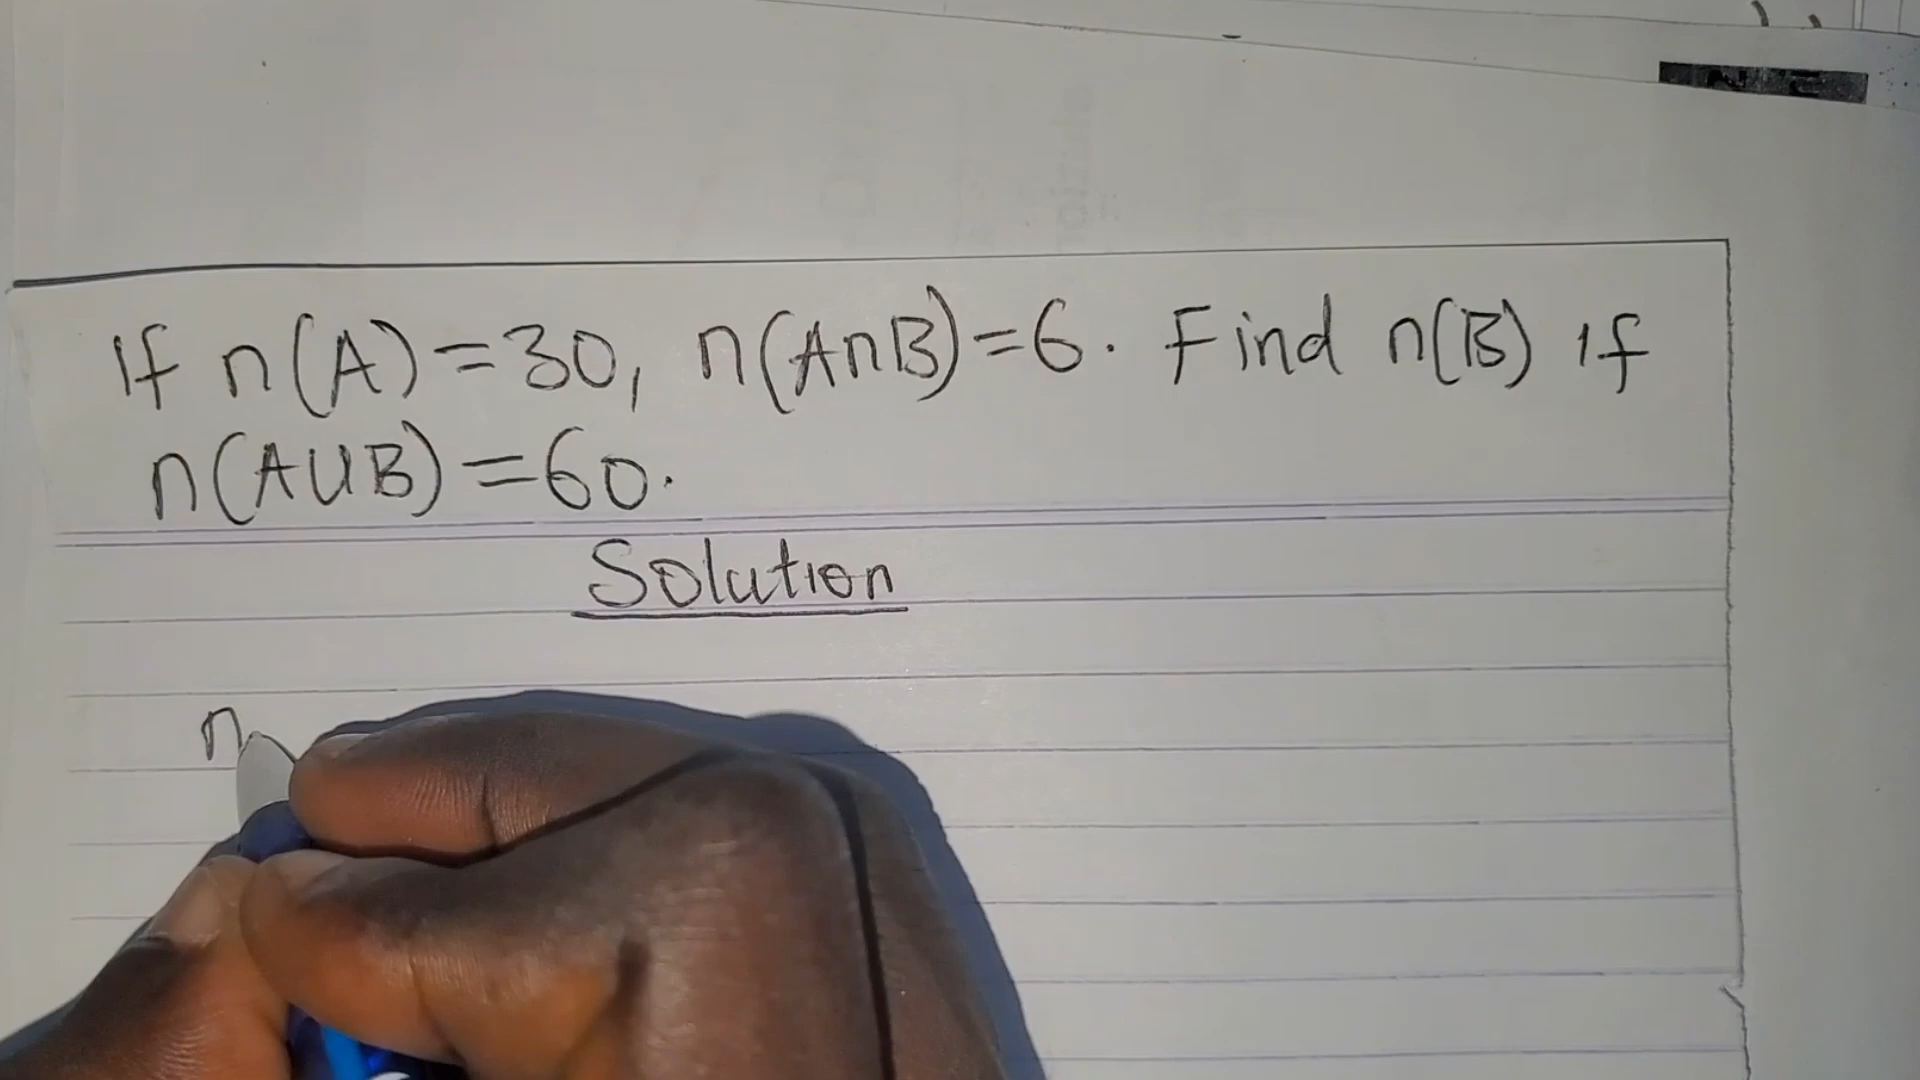 If n(A)=30, n(A∩B)=6. Find n(B) if
n(A∪B)=60.
Solution
n